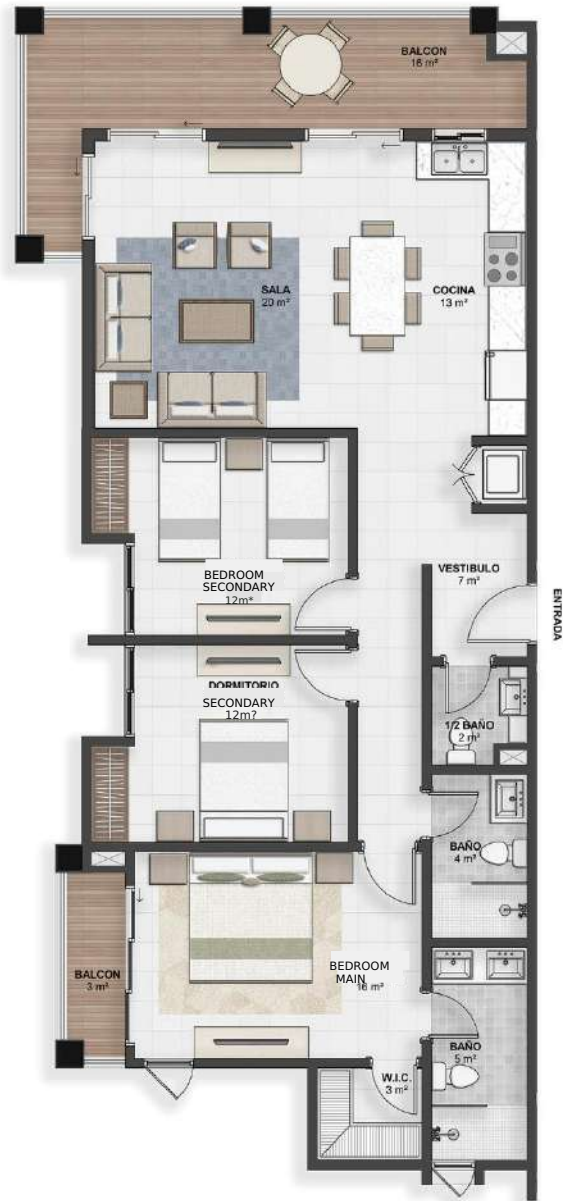 BALCON
16 m²
SALA
20 m²
COCINA
13 m²
BEDROOM
SECONDARY
12m*
VESTIBULO
7 m²
ENTRADA
DORMITORIO
SECONDARY
12m?
1/2 BAÑO
2 m²
BAÑO
4 m²
BEDROOM
MAIN
16 m²
BALCON
3 m²
BAÑO
5 m²
W.I.C.
3 m²